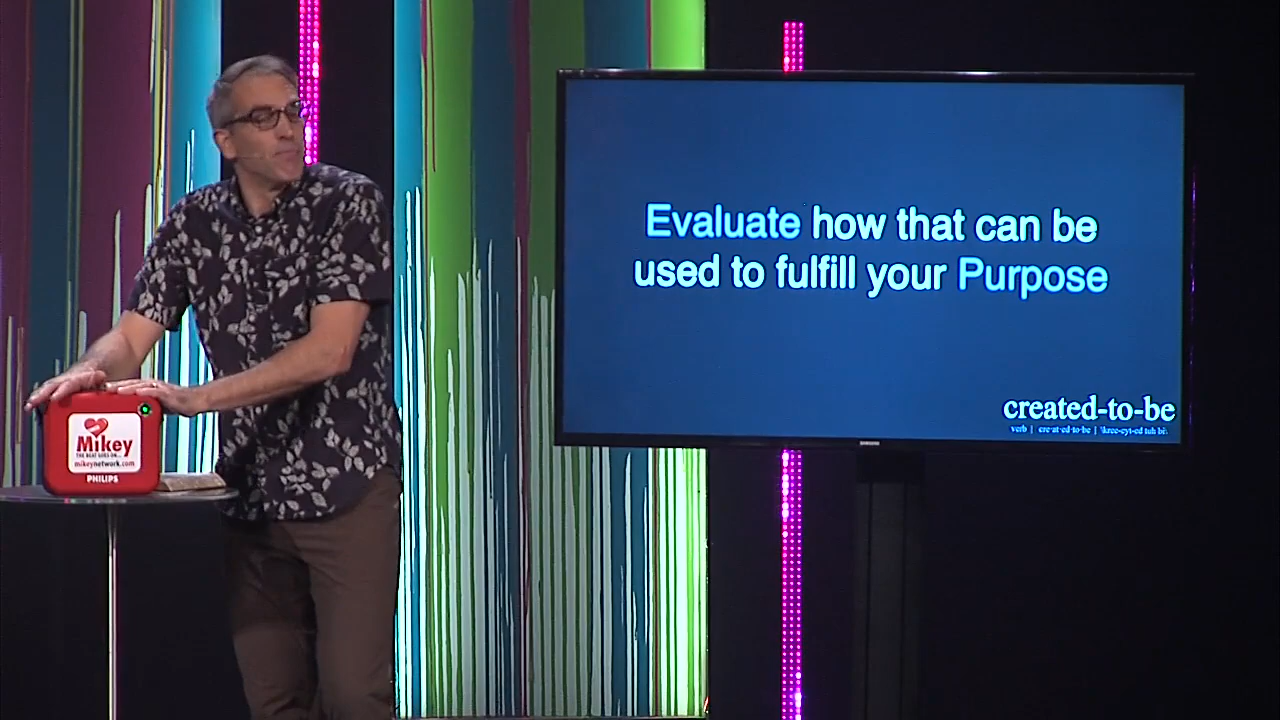 Evaluate how that can be
used to fulfill your Purpose
created-to-be
verb |
Mikey
THE BEAT GOES ON...
mikeynetwork.com
PHILIPS